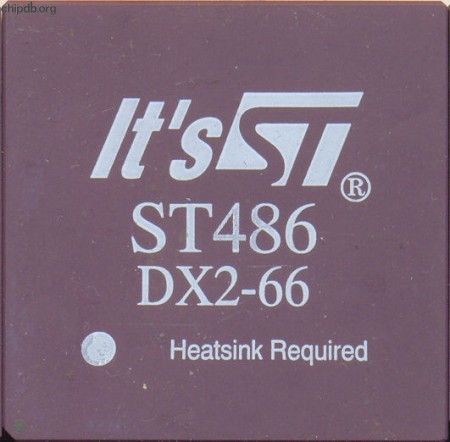 chipdb.org
It'sST®
ST486
DX2-66
Heatsink Required